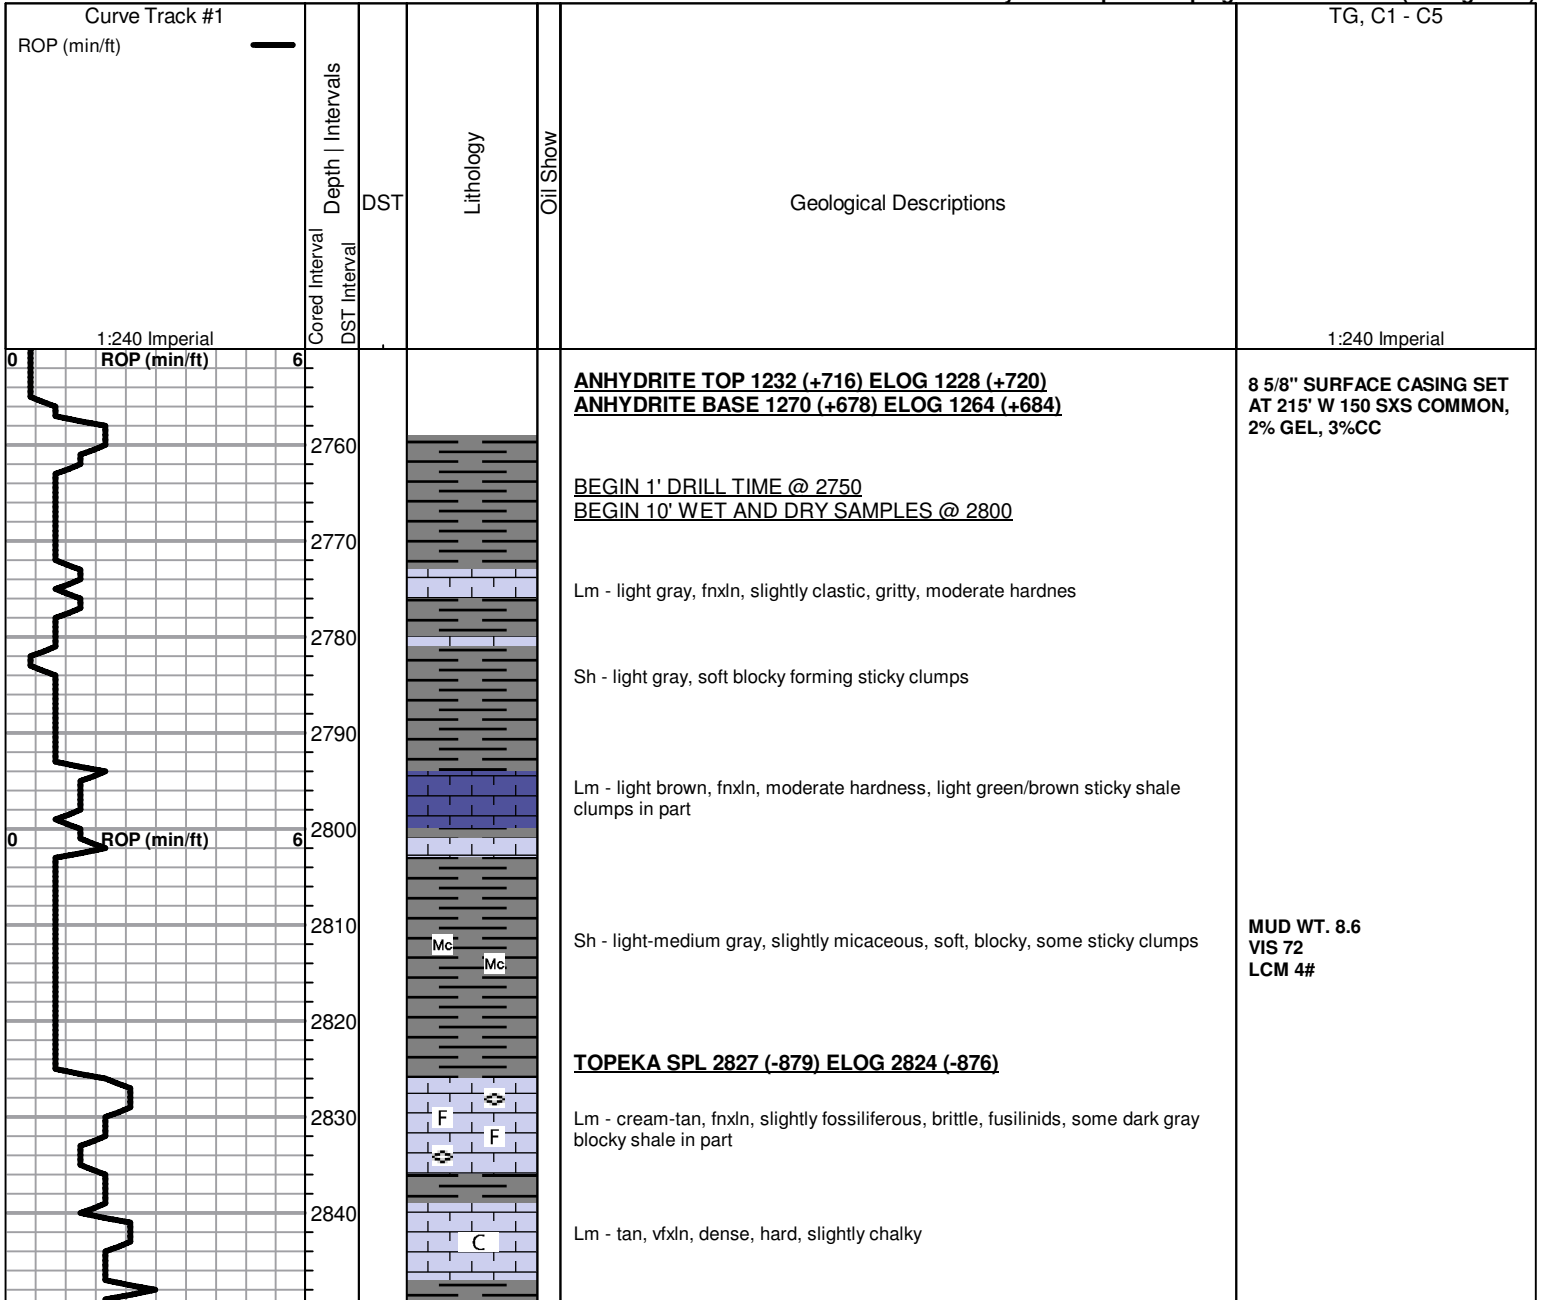 Curve Track #1
ROP (min/ft)
1:240 Imperial
Depth | Intervals
Cored Interval
DST Interval
DST
Lithology
Oil Show
Geological Descriptions
TG, C1 - C5
1:240 Imperial
0 ROP (min/ft) 6
ANHYDRITE TOP 1232 (+716) ELOG 1228 (+720)
ANHYDRITE BASE 1270 (+678) ELOG 1264 (+684)
8 5/8" SURFACE CASING SET
AT 215' W 150 SXS COMMON,
2% GEL, 3%CC
2760
BEGIN 1' DRILL TIME @ 2750
BEGIN 10' WET AND DRY SAMPLES @ 2800
2770
Lm - light gray, fnxln, slightly clastic, gritty, moderate hardnes
2780
Sh - light gray, soft blocky forming sticky clumps
2790
Lm - light brown, fnxln, moderate hardness, light green/brown sticky shale
clumps in part
2800
0 ROP (min/ft) 6
2810
Mc
Mc
Sh - light-medium gray, slightly micaceous, soft, blocky, some sticky clumps
MUD WT. 8.6
VIS 72
LCM 4#
2820
TOPEKA SPL 2827 (-879) ELOG 2824 (-876)
2830
F
F
Lm - cream-tan, fnxln, slightly fossiliferous, brittle, fusilinids, some dark gray
blocky shale in part
2840
C
Lm - tan, vfxln, dense, hard, slightly chalky